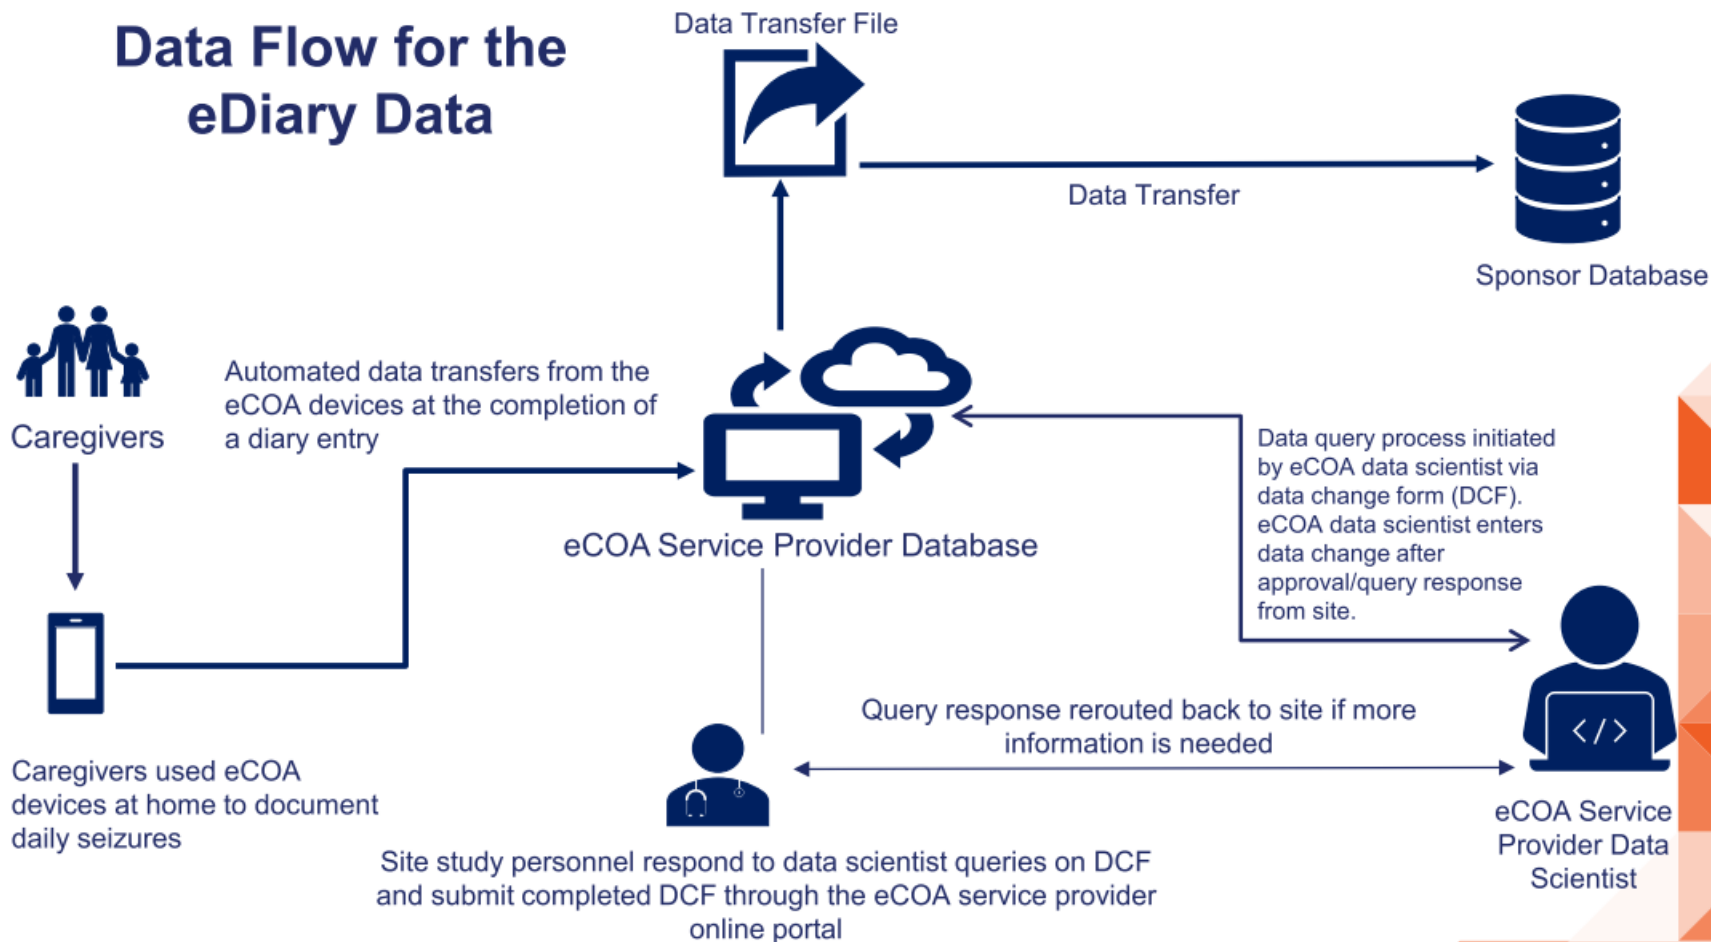 Data Flow for the
eDiary Data
Data Transfer File
Data Transfer
Sponsor Database
Caregivers
Automated data transfers from the
eCOA devices at the completion of
a diary entry
eCOA Service Provider Database
Data query process initiated
by eCOA data scientist via
data change form (DCF).
eCOA data scientist enters
data change after
approval/query response
from site.
Caregivers used eCOA
devices at home to document
daily seizures
Query response rerouted back to site if more
information is needed
</>
eCOA Service
Provider Data
Scientist
Site study personnel respond to data scientist queries on DCF
and submit completed DCF through the eCOA service provider
online portal